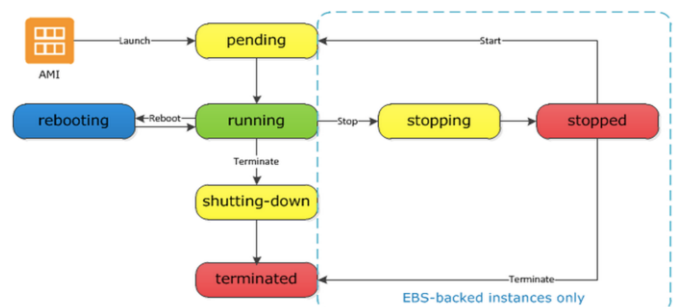 Launch
pending
Start
AMI
rebooting
Reboot
running
Stop
stopping
stopped
Terminate
shutting-down
terminated
Terminate
EBS-backed instances only